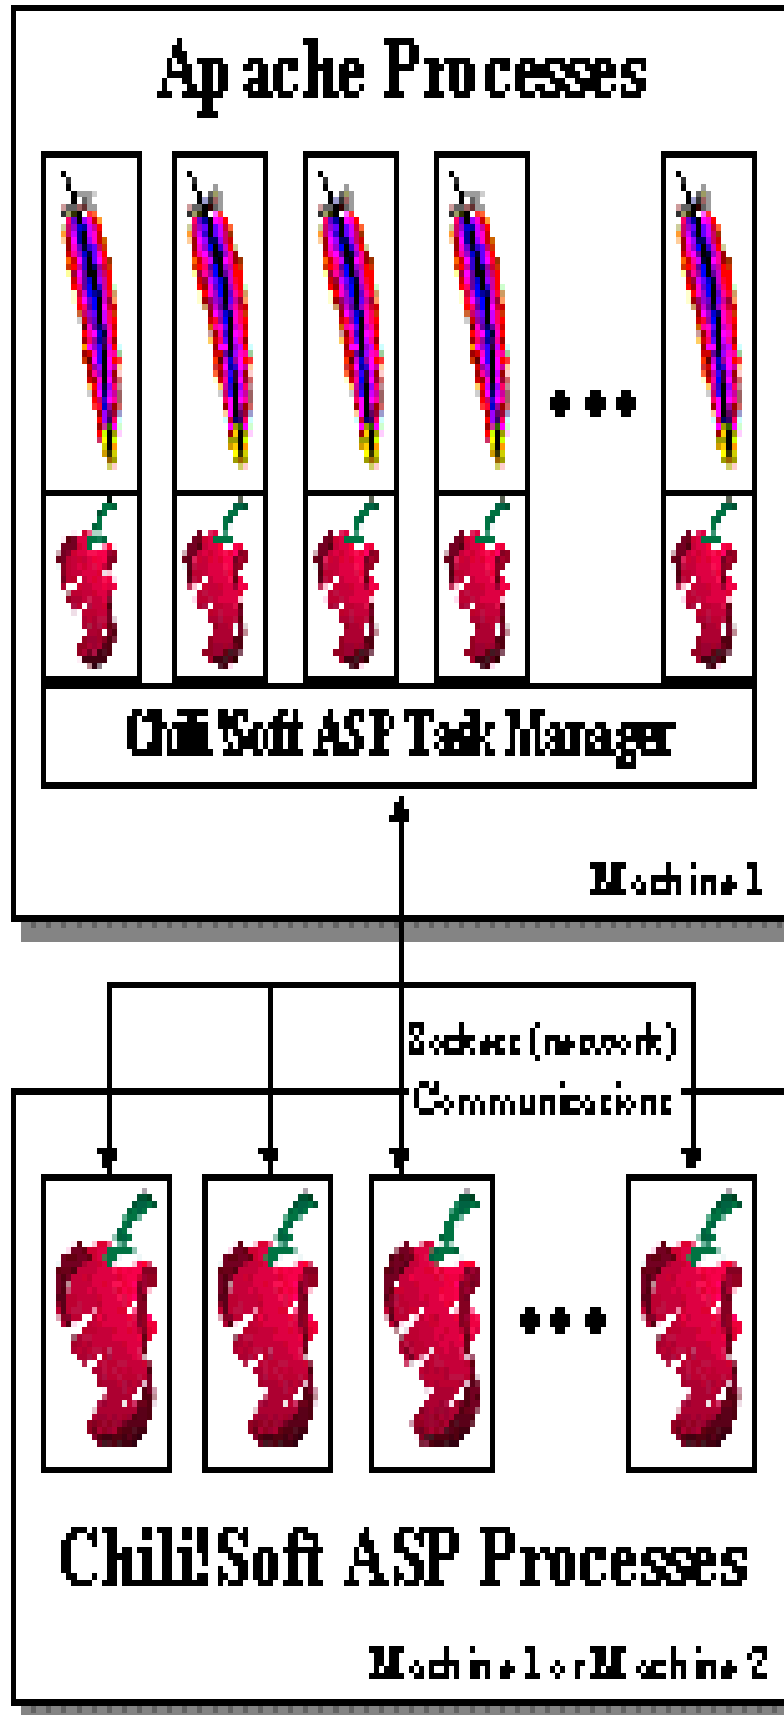 Apache Processes
Chili!Soft ASP Task Manager
Machine 1
Sockets (network)
Communications
Chili!Soft ASP Processes
Machine 1 or Machine 2